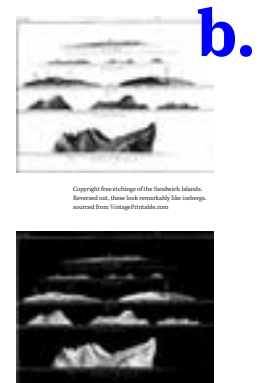 b.
Copyright free etchings of the Sandwich Islands.
Reversed out, these look remarkably like icebergs.
sourced from VintagePrintable.com